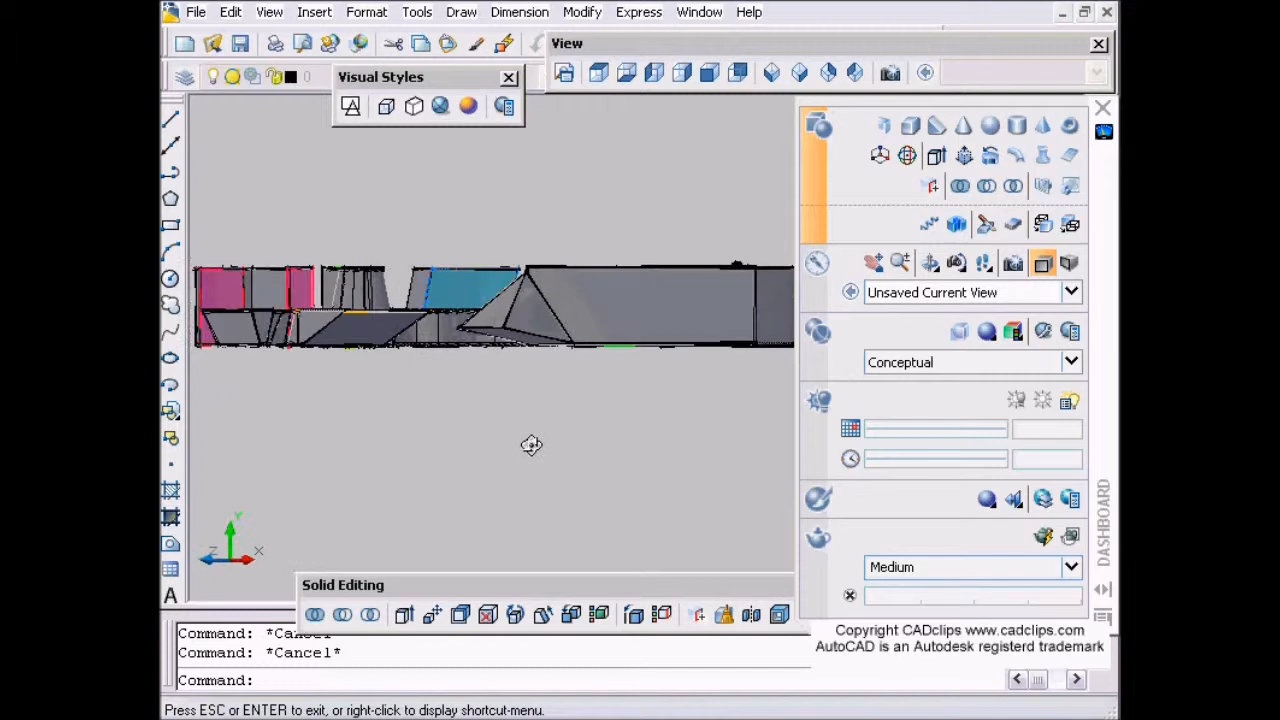 File Edit View Insert Format Tools Draw Dimension Modify Express Window Help
View
0
Visual Styles
Unsaved Current View
Conceptual
Y
Z X
DASHBOARD
Medium
Solid Editing
Command: *Cancel*
Command: *Cancel*
Command:
Copyright CADclips www.cadclips.com
AutoCAD is an Autodesk registerd trademark
Press ESC or ENTER to exit, or right-click to display shortcut-menu.